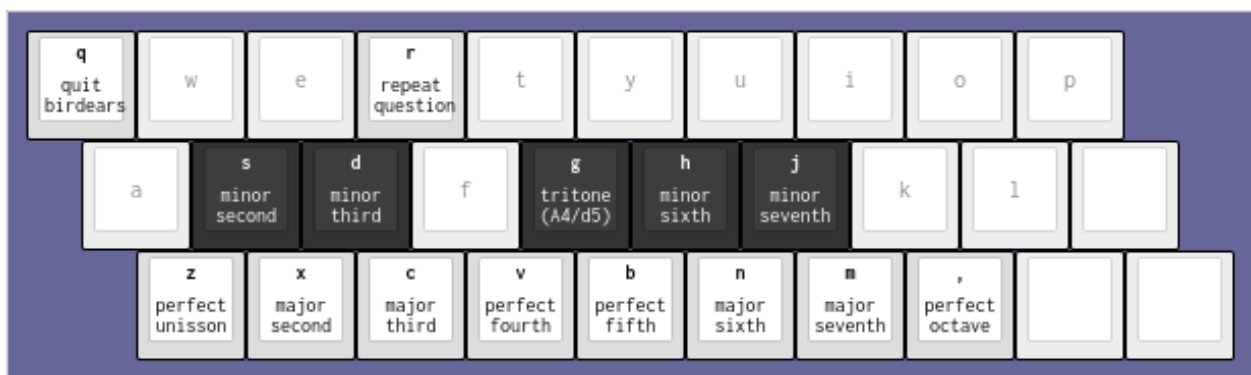 q w e r t y u i o p
quit repeat
birdears question
a s d f g h j k l
minor minor tritone minor minor
second third (A4/d5) sixth seventh
z x c v b n m ,
perfect major major perfect perfect major major perfect
unisson second third fourth fifth sixth seventh octave